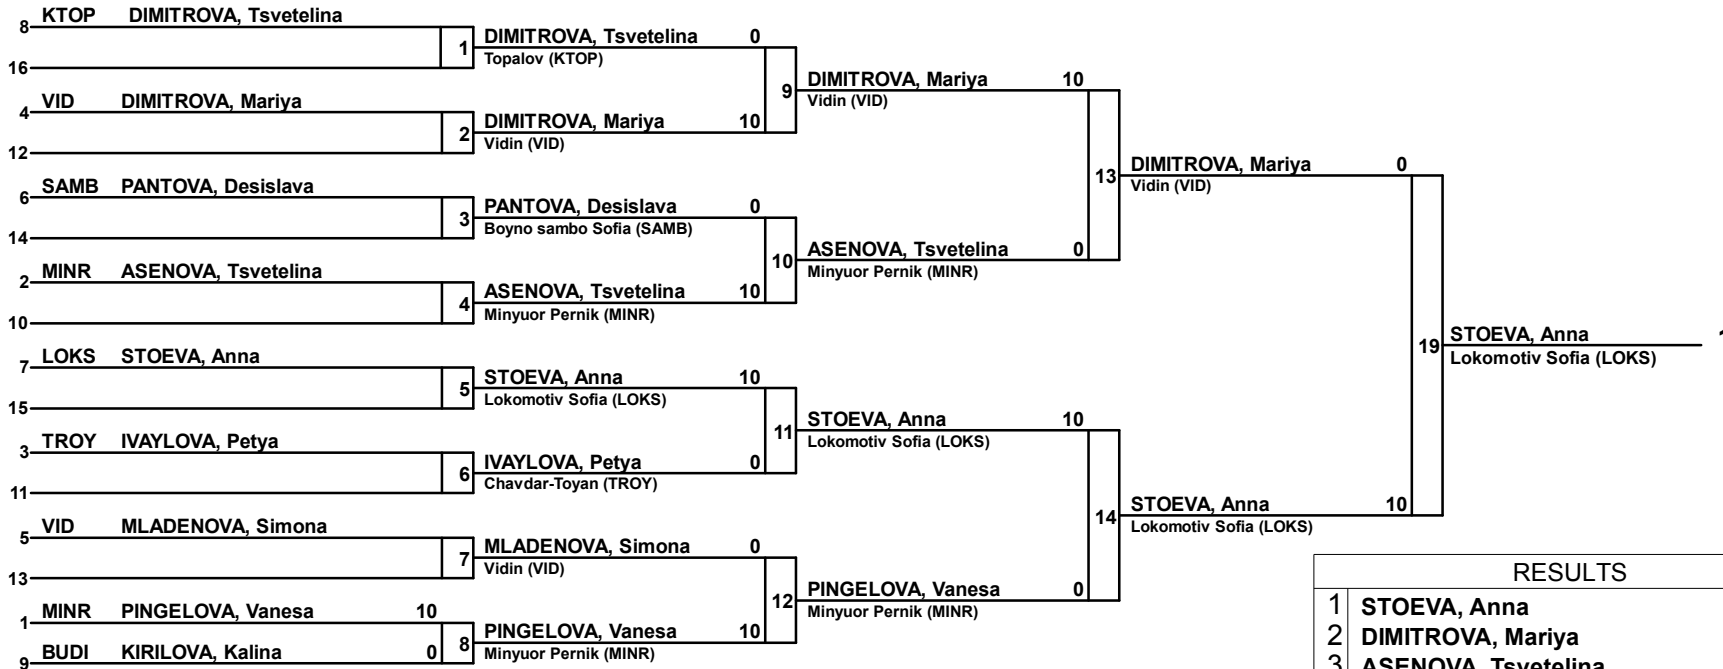 8 KTOP DIMITROVA, Tsvetelina
16
1 DIMITROVA, Tsvetelina 0
Topalov (KTOP)
4 VID DIMITROVA, Mariya
12
2 DIMITROVA, Mariya 10
Vidin (VID)
9 DIMITROVA, Mariya 10
Vidin (VID)
6 SAMB PANTOVA, Desislava
14
3 PANTOVA, Desislava 0
Boyno sambo Sofia (SAMB)
2 MINR ASENOVA, Tsvetelina
10
4 ASENOVA, Tsvetelina 10
Minyuor Pernik (MINR)
10 ASENOVA, Tsvetelina 0
Minyuor Pernik (MINR)
13 DIMITROVA, Mariya 0
Vidin (VID)
7 LOKS STOEVA, Anna
15
5 STOEVA, Anna 10
Lokomotiv Sofia (LOKS)
3 TROY IVAYLOVA, Petya
11
6 IVAYLOVA, Petya 0
Chavdar-Toyan (TROY)
11 STOEVA, Anna 10
Lokomotiv Sofia (LOKS)
5 VID MLADENOVA, Simona
13
7 MLADENOVA, Simona 0
Vidin (VID)
1 MINR PINGELOVA, Vanesa 10
9 BUDI KIRILOVA, Kalina 0
8 PINGELOVA, Vanesa 10
Minyuor Pernik (MINR)
12 PINGELOVA, Vanesa 0
Minyuor Pernik (MINR)
14 STOEVA, Anna 10
Lokomotiv Sofia (LOKS)
19 STOEVA, Anna
Lokomotiv Sofia (LOKS)
RESULTS
1 STOEVA, Anna
2 DIMITROVA, Mariya
3 ASENOVA, Tsvetelina